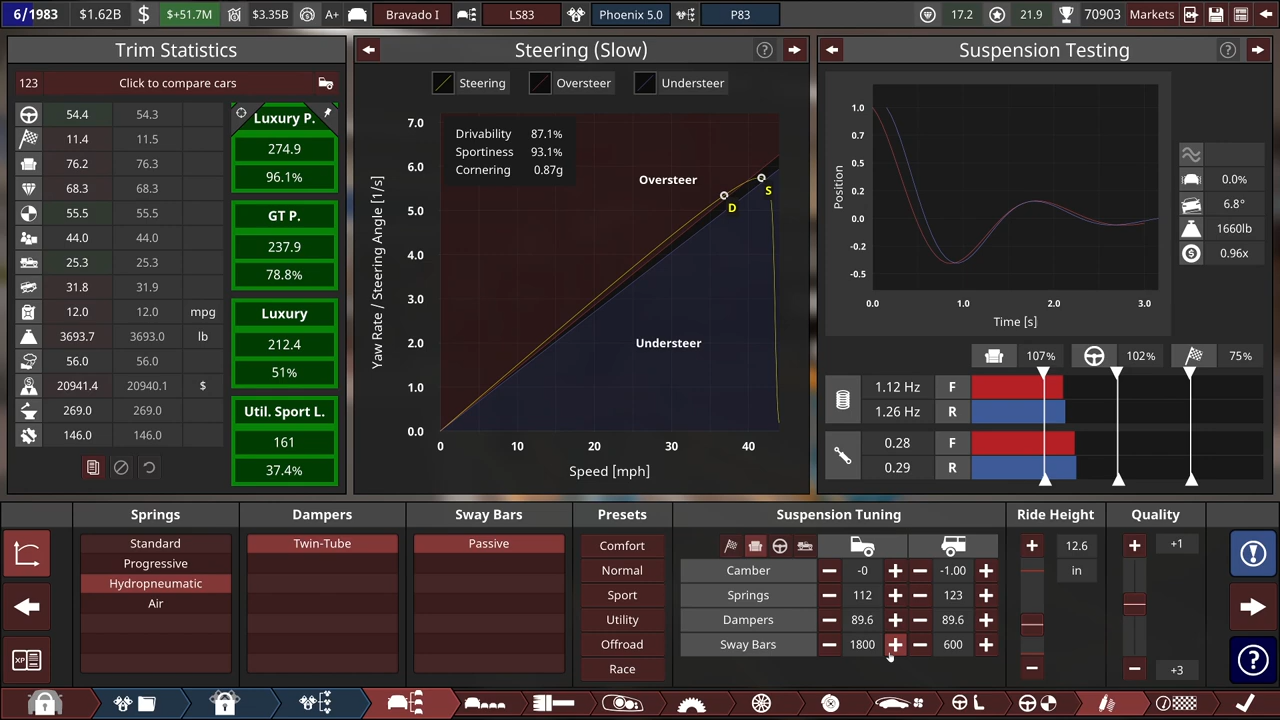 6/1983 $1.62B $ $+51.7M $3.35B A+ Bravado I LS83 Phoenix 5.0 P83 17.2 21.9 70903 Markets
Trim Statistics
123 Click to compare cars
54.4 54.3
11.4 11.5
76.2 76.3
68.3 68.3
55.5 55.5
44.0 44.0
25.3 25.3
31.8 31.9
12.0 12.0 mpg
3693.7 3693.0 lb
56.0 56.0
20941.4 20940.1 $
269.0 269.0
146.0 146.0
Luxury P.
274.9
96.1%
GT P.
237.9
78.8%
Luxury
212.4
51%
Util. Sport L.
161
37.4%
Steering (Slow)
Steering Oversteer Understeer
Drivability 87.1%
Sportiness 93.1%
Cornering 0.87g
Yaw Rate / Steering Angle [1/s]
7.0
6.0
5.0
4.0
3.0
2.0
1.0
0.0
Oversteer
Understeer
D
S
0 10 20 30 40
Speed [mph]
Suspension Testing
Position
1.0
0.7
0.5
0.2
0.0
-0.2
-0.5
0.0 1.0 2.0 3.0
Time [s]
0.0%
6.8°
1660lb
0.96x
107% 102% 75%
1.12 Hz F
1.26 Hz R
0.28 F
0.29 R
Springs
Standard
Progressive
Hydropneumatic
Air
Dampers
Twin-Tube
Sway Bars
Passive
Presets
Comfort
Normal
Sport
Utility
Offroad
Race
Suspension Tuning
Camber -0 -1.00
Springs 112 123
Dampers 89.6 89.6
Sway Bars 1800 600
Ride Height
12.6
in
Quality
+1
+3
XP